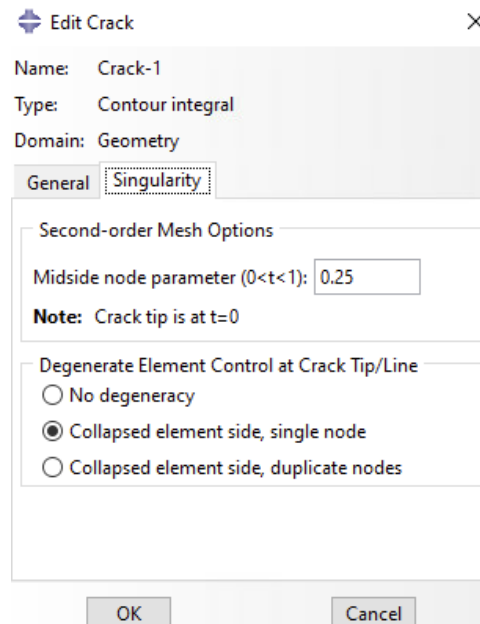 Edit Crack
Name: Crack-1
Type: Contour integral
Domain: Geometry
General Singularity
Second-order Mesh Options
Midside node parameter (0<t<1): 0.25
Note: Crack tip is at t=0
Degenerate Element Control at Crack Tip/Line
No degeneracy
Collapsed element side, single node
Collapsed element side, duplicate nodes
OK Cancel